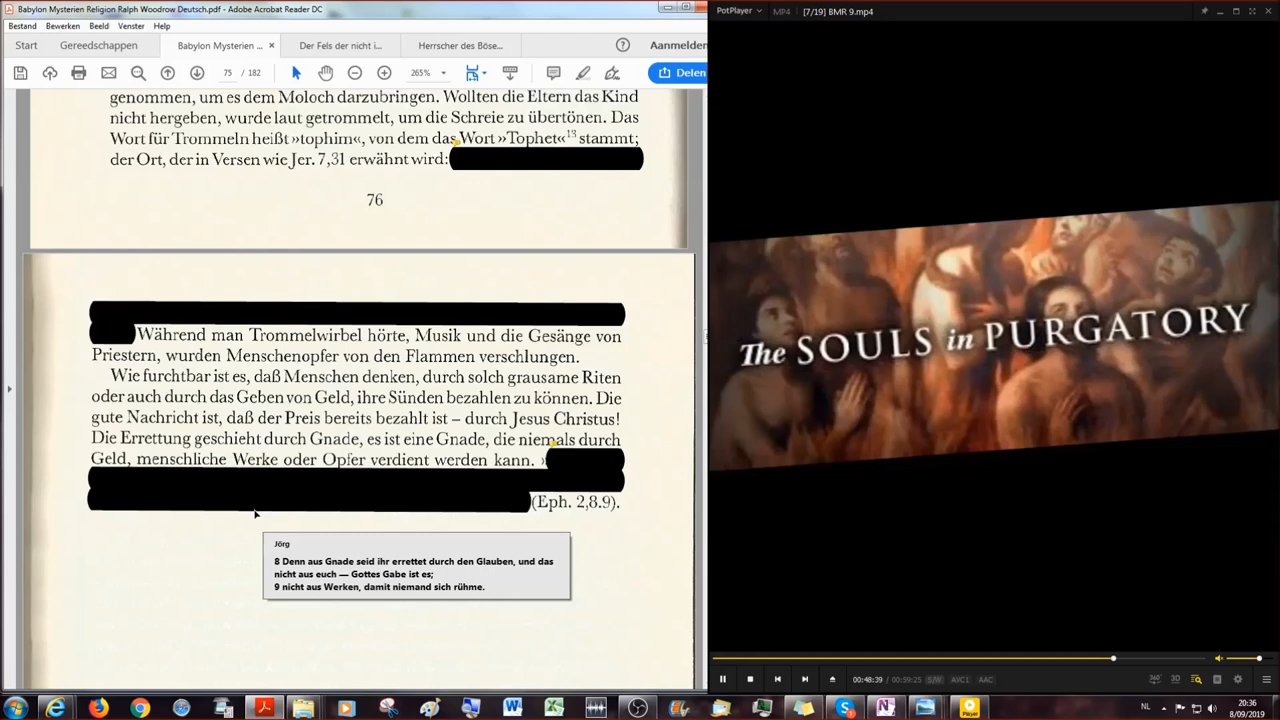 Babylon Mysterien Religion Ralph Woodrow Deutsch.pdf - Adobe Acrobat Reader DC
Bestand Bewerken Beeld Venster Help
Start Gereedschappen Babylon Mysterien ... × Der Fels der nicht i... Herrscher des Böse... Aanmelden
75 / 182 265% Delen
genommen, um es dem Moloch darzubringen. Wollten die Eltern das Kind
nicht hergeben, wurde laut getrommelt, um die Schreie zu übertönen. Das
Wort für Trommeln heißt »tophim«, von dem das Wort »Tophet«¹³ stammt;
der Ort, der in Versen wie Jer. 7,31 erwähnt wird:
76
Während man Trommelwirbel hörte, Musik und die Gesänge von
Priestern, wurden Menschenopfer von den Flammen verschlungen.
Wie furchtbar ist es, daß Menschen denken, durch solch grausame Riten
oder auch durch das Geben von Geld, ihre Sünden bezahlen zu können. Die
gute Nachricht ist, daß der Preis bereits bezahlt ist – durch Jesus Christus!
Die Errettung geschieht durch Gnade, es ist eine Gnade, die niemals durch
Geld, menschliche Werke oder Opfer verdient werden kann. »
(Eph. 2,8.9).
Jörg
8 Denn aus Gnade seid ihr errettet durch den Glauben, und das
nicht aus euch — Gottes Gabe ist es;
9 nicht aus Werken, damit niemand sich rühme.
PotPlayer MP4 [7/19] BMR 9.mp4
The SOULS in PURGATORY
00:48:39 / 00:59:25 S/W AVC1 AAC
360° 3D
NL 20:36
8/09/2019